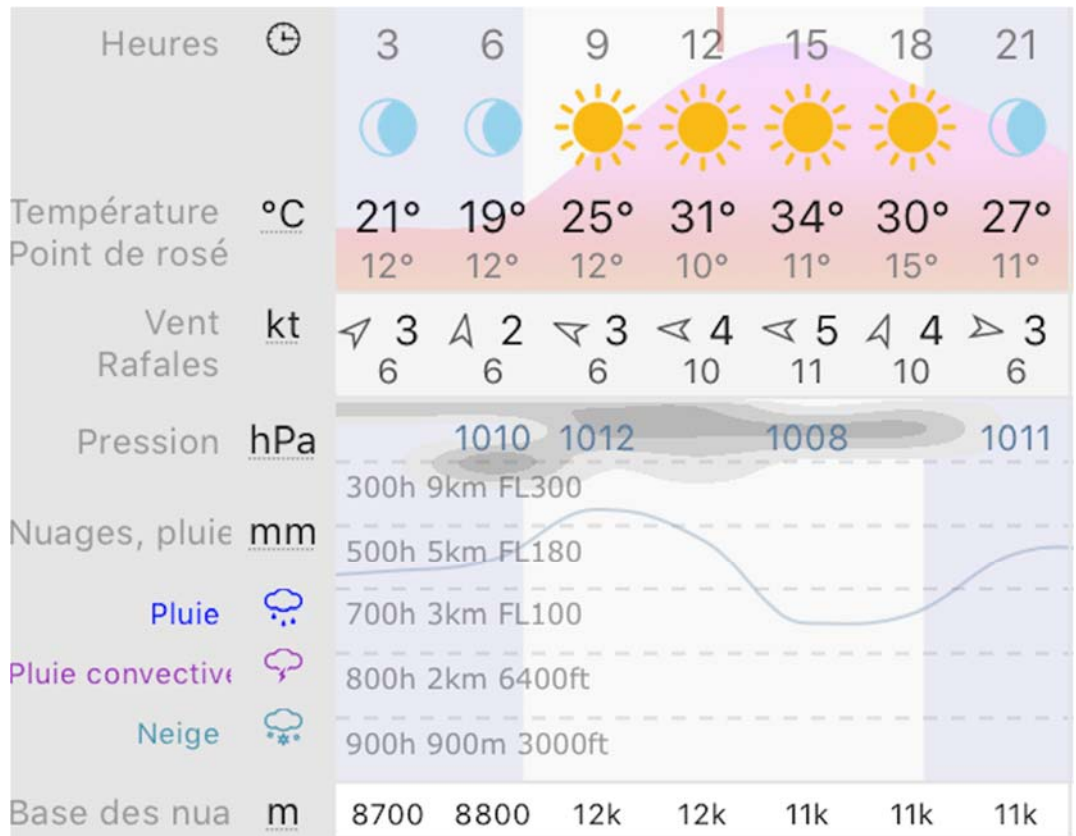 Heures 3 6 9 12 15 18 21
Température °C 21° 19° 25° 31° 34° 30° 27°
Point de rosé 12° 12° 12° 10° 11° 15° 11°
Vent kt 3 2 3 4 5 4 3
Rafales 6 6 6 10 11 10 6
Pression hPa 1010 1012 1008 1011
300h 9km FL300
Nuages, pluie mm
500h 5km FL180
Pluie 700h 3km FL100
Pluie convective 800h 2km 6400ft
Neige 900h 900m 3000ft
Base des nua m 8700 8800 12k 12k 11k 11k 11k